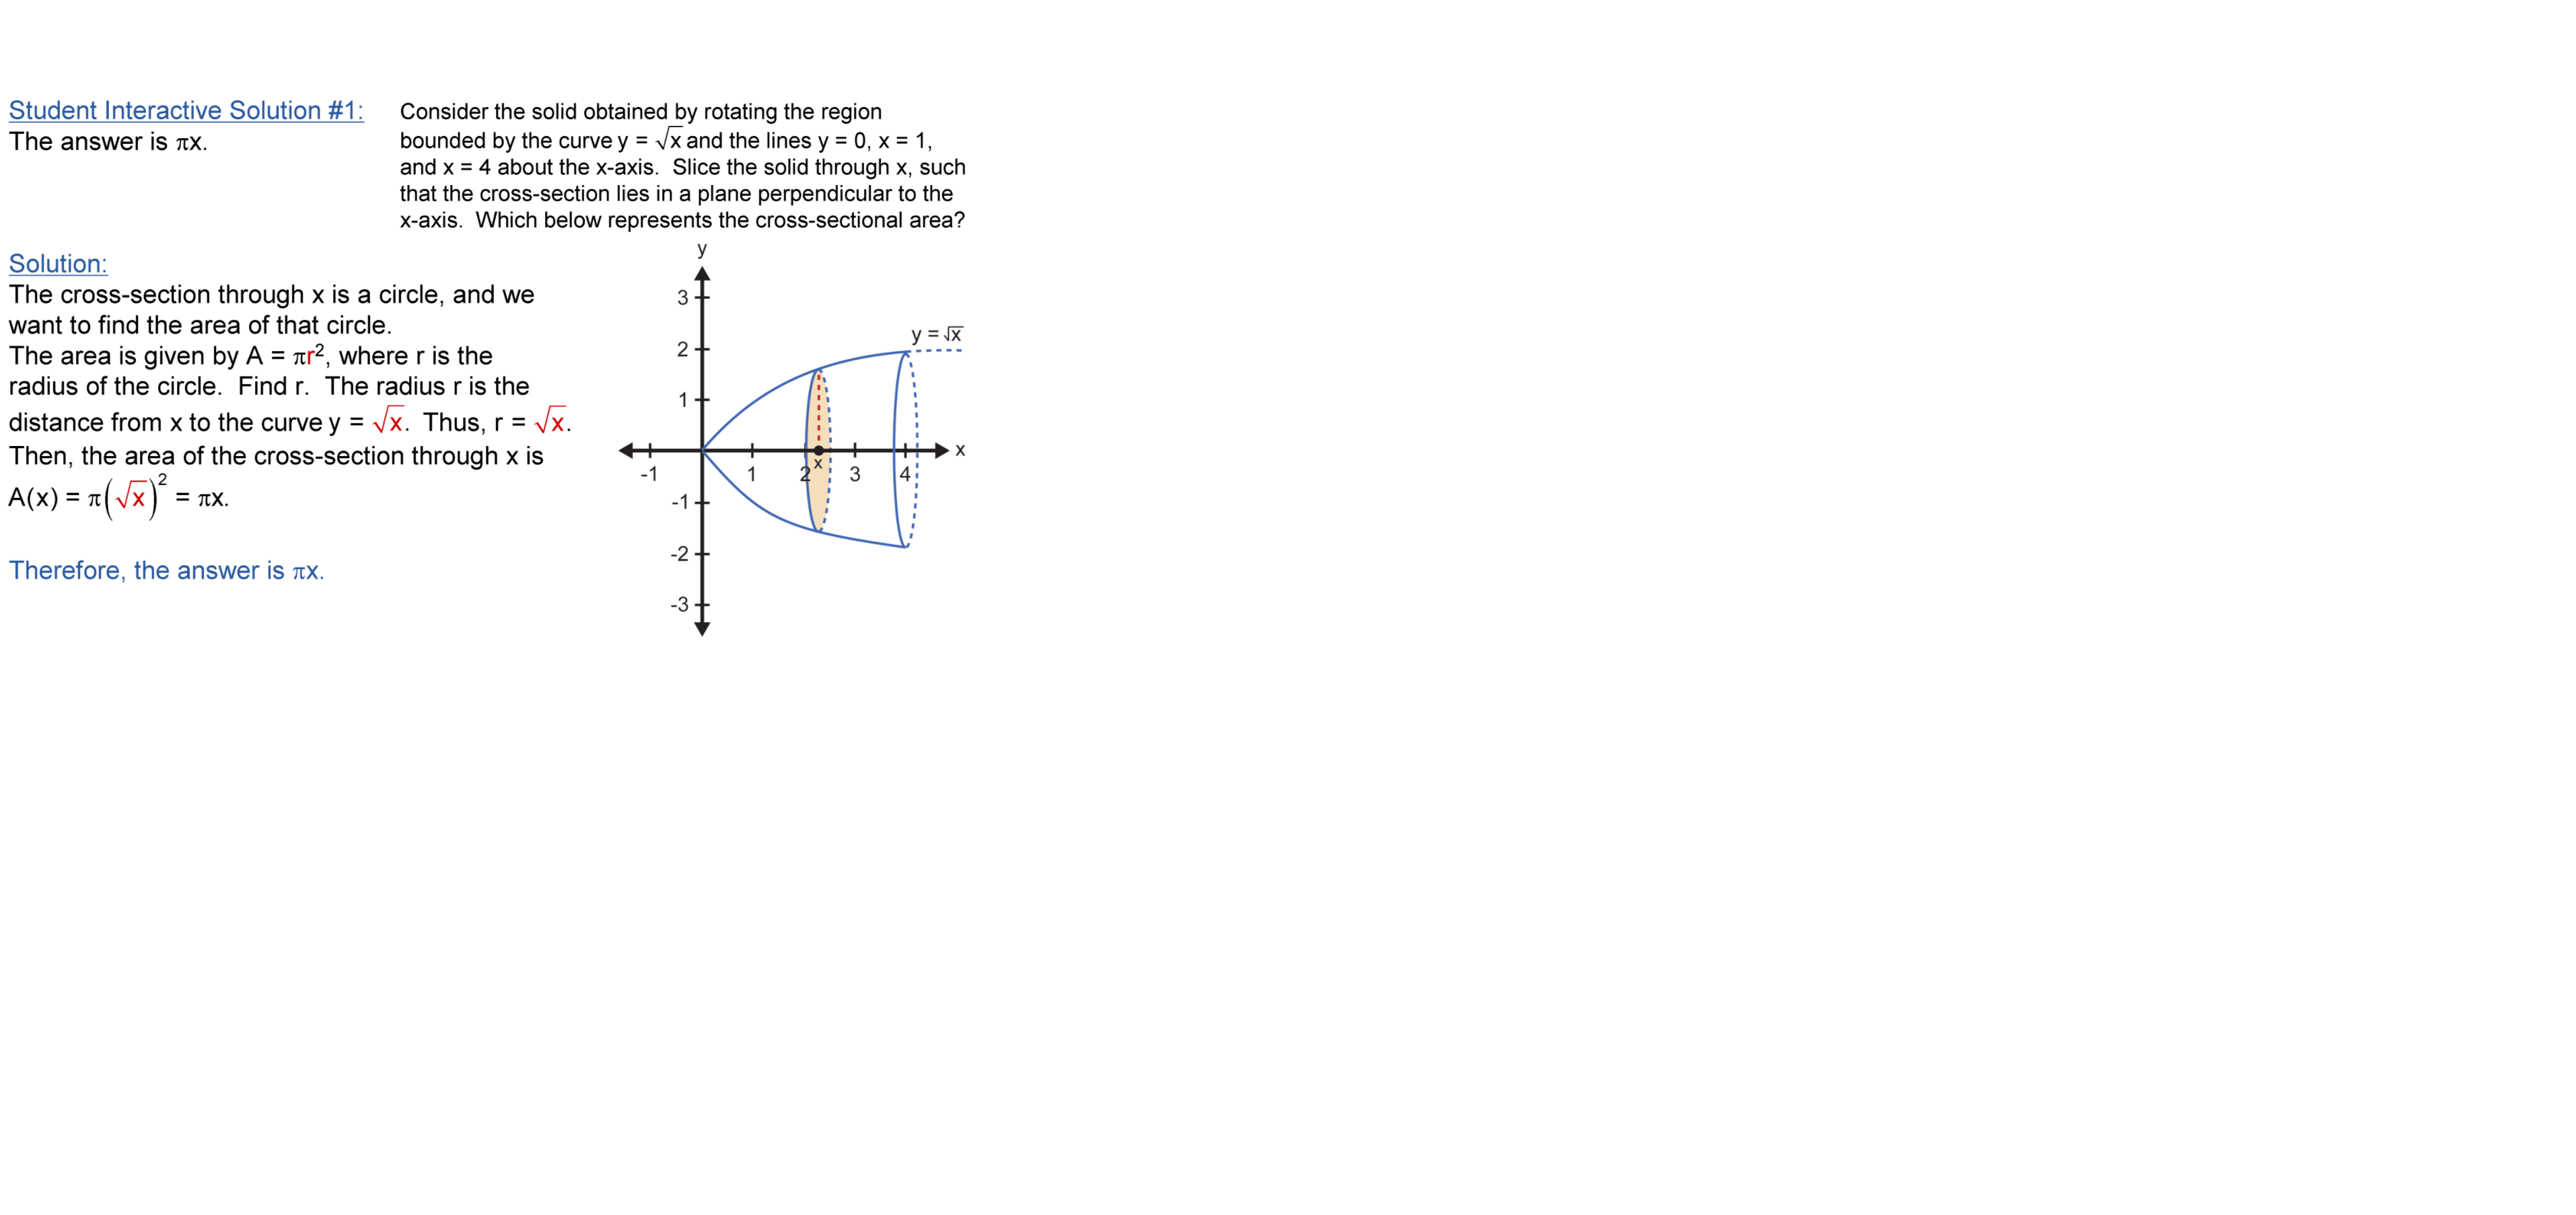 Student Interactive Solution #1:
The answer is πx.
Consider the solid obtained by rotating the region
bounded by the curve y = √x and the lines y = 0, x = 1,
and x = 4 about the x-axis. Slice the solid through x, such
that the cross-section lies in a plane perpendicular to the
x-axis. Which below represents the cross-sectional area?
Solution:
The cross-section through x is a circle, and we
want to find the area of that circle.
The area is given by A = πr², where r is the
radius of the circle. Find r. The radius r is the
distance from x to the curve y = √x. Thus, r = √x.
Then, the area of the cross-section through x is
A(x) = π(√x)² = πx.
Therefore, the answer is πx.
y
3
y = √x
2
1
x
x
-1 1 2 3 4
-1
-2
-3